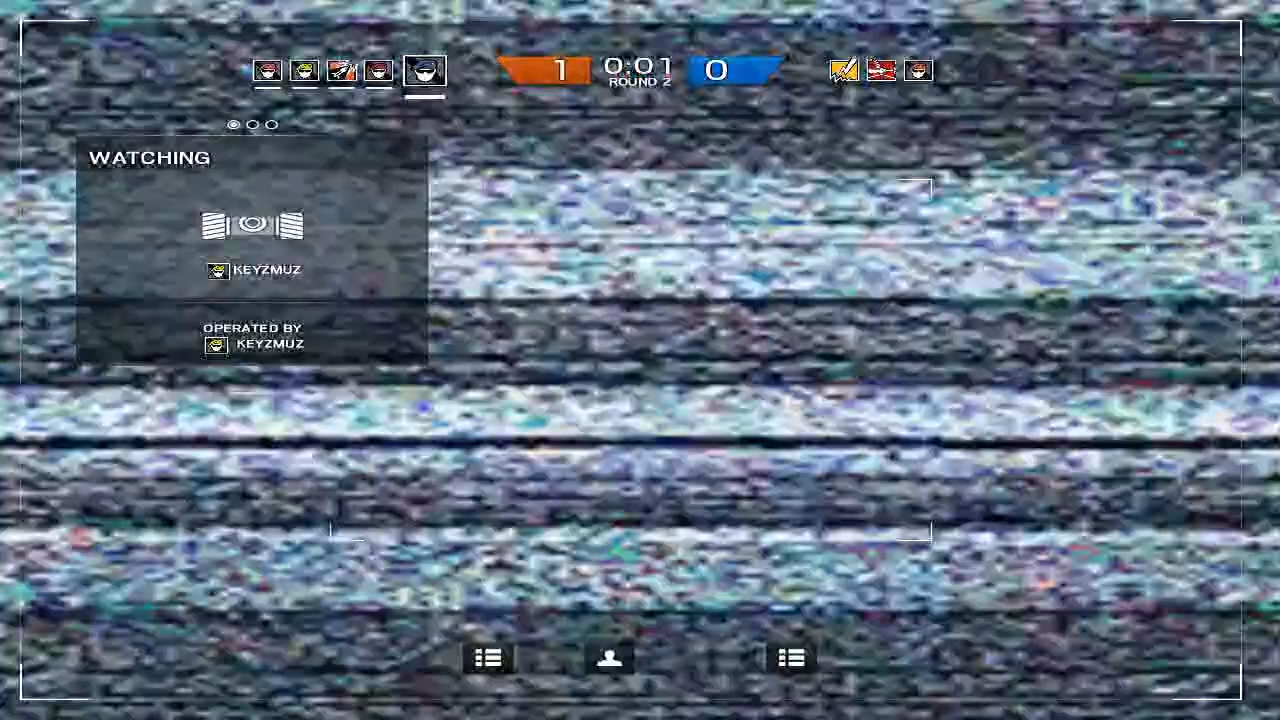 1 0:01 0
ROUND 2
WATCHING
KEYZMUZ
OPERATED BY
KEYZMUZ